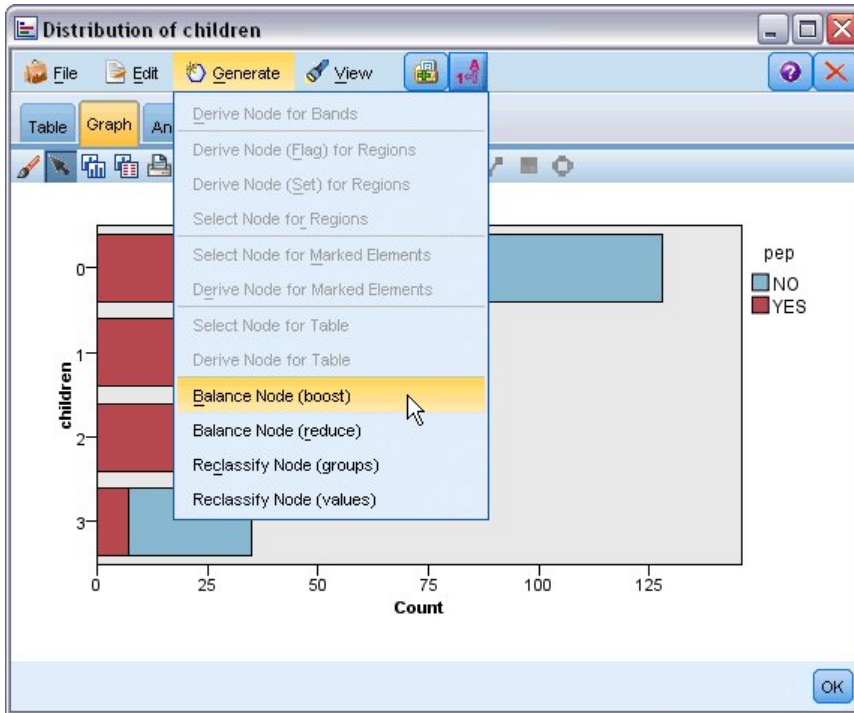 Distribution of children
File Edit Generate View
Table Graph An
Derive Node for Bands
Derive Node (Flag) for Regions
Derive Node (Set) for Regions
Select Node for Regions
Select Node for Marked Elements
Derive Node for Marked Elements
Select Node for Table
Derive Node for Table
Balance Node (boost)
Balance Node (reduce)
Reclassify Node (groups)
Reclassify Node (values)
children
0
1
2
3
0 25 50 75 100 125
Count
pep
NO
YES
OK